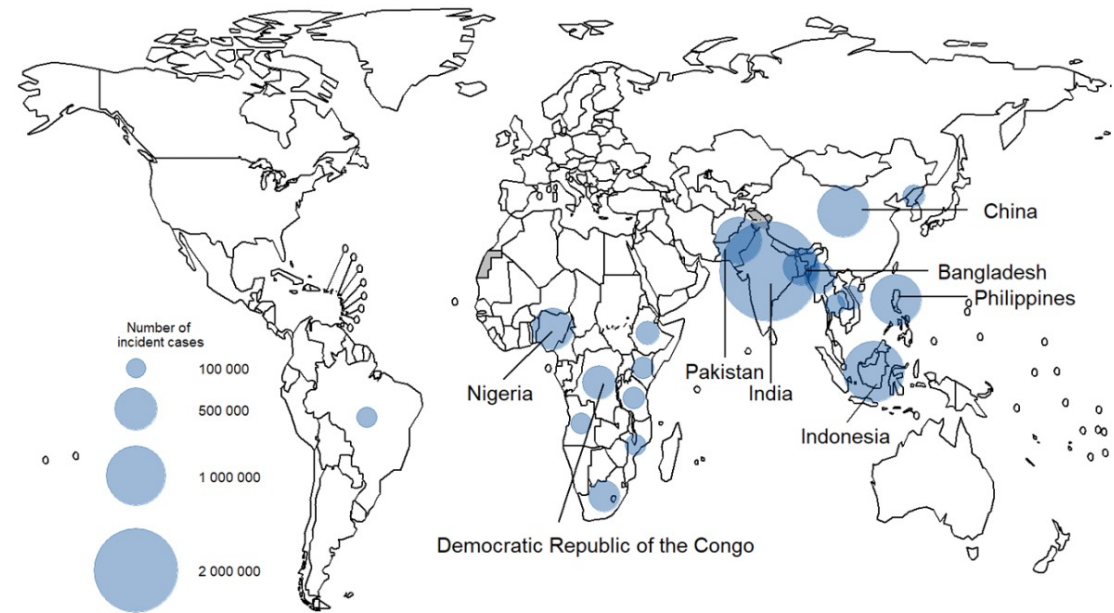 China
Bangladesh
Philippines
Number of
incident cases
100 000
500 000
1 000 000
2 000 000
Nigeria
Pakistan
India
Indonesia
Democratic Republic of the Congo